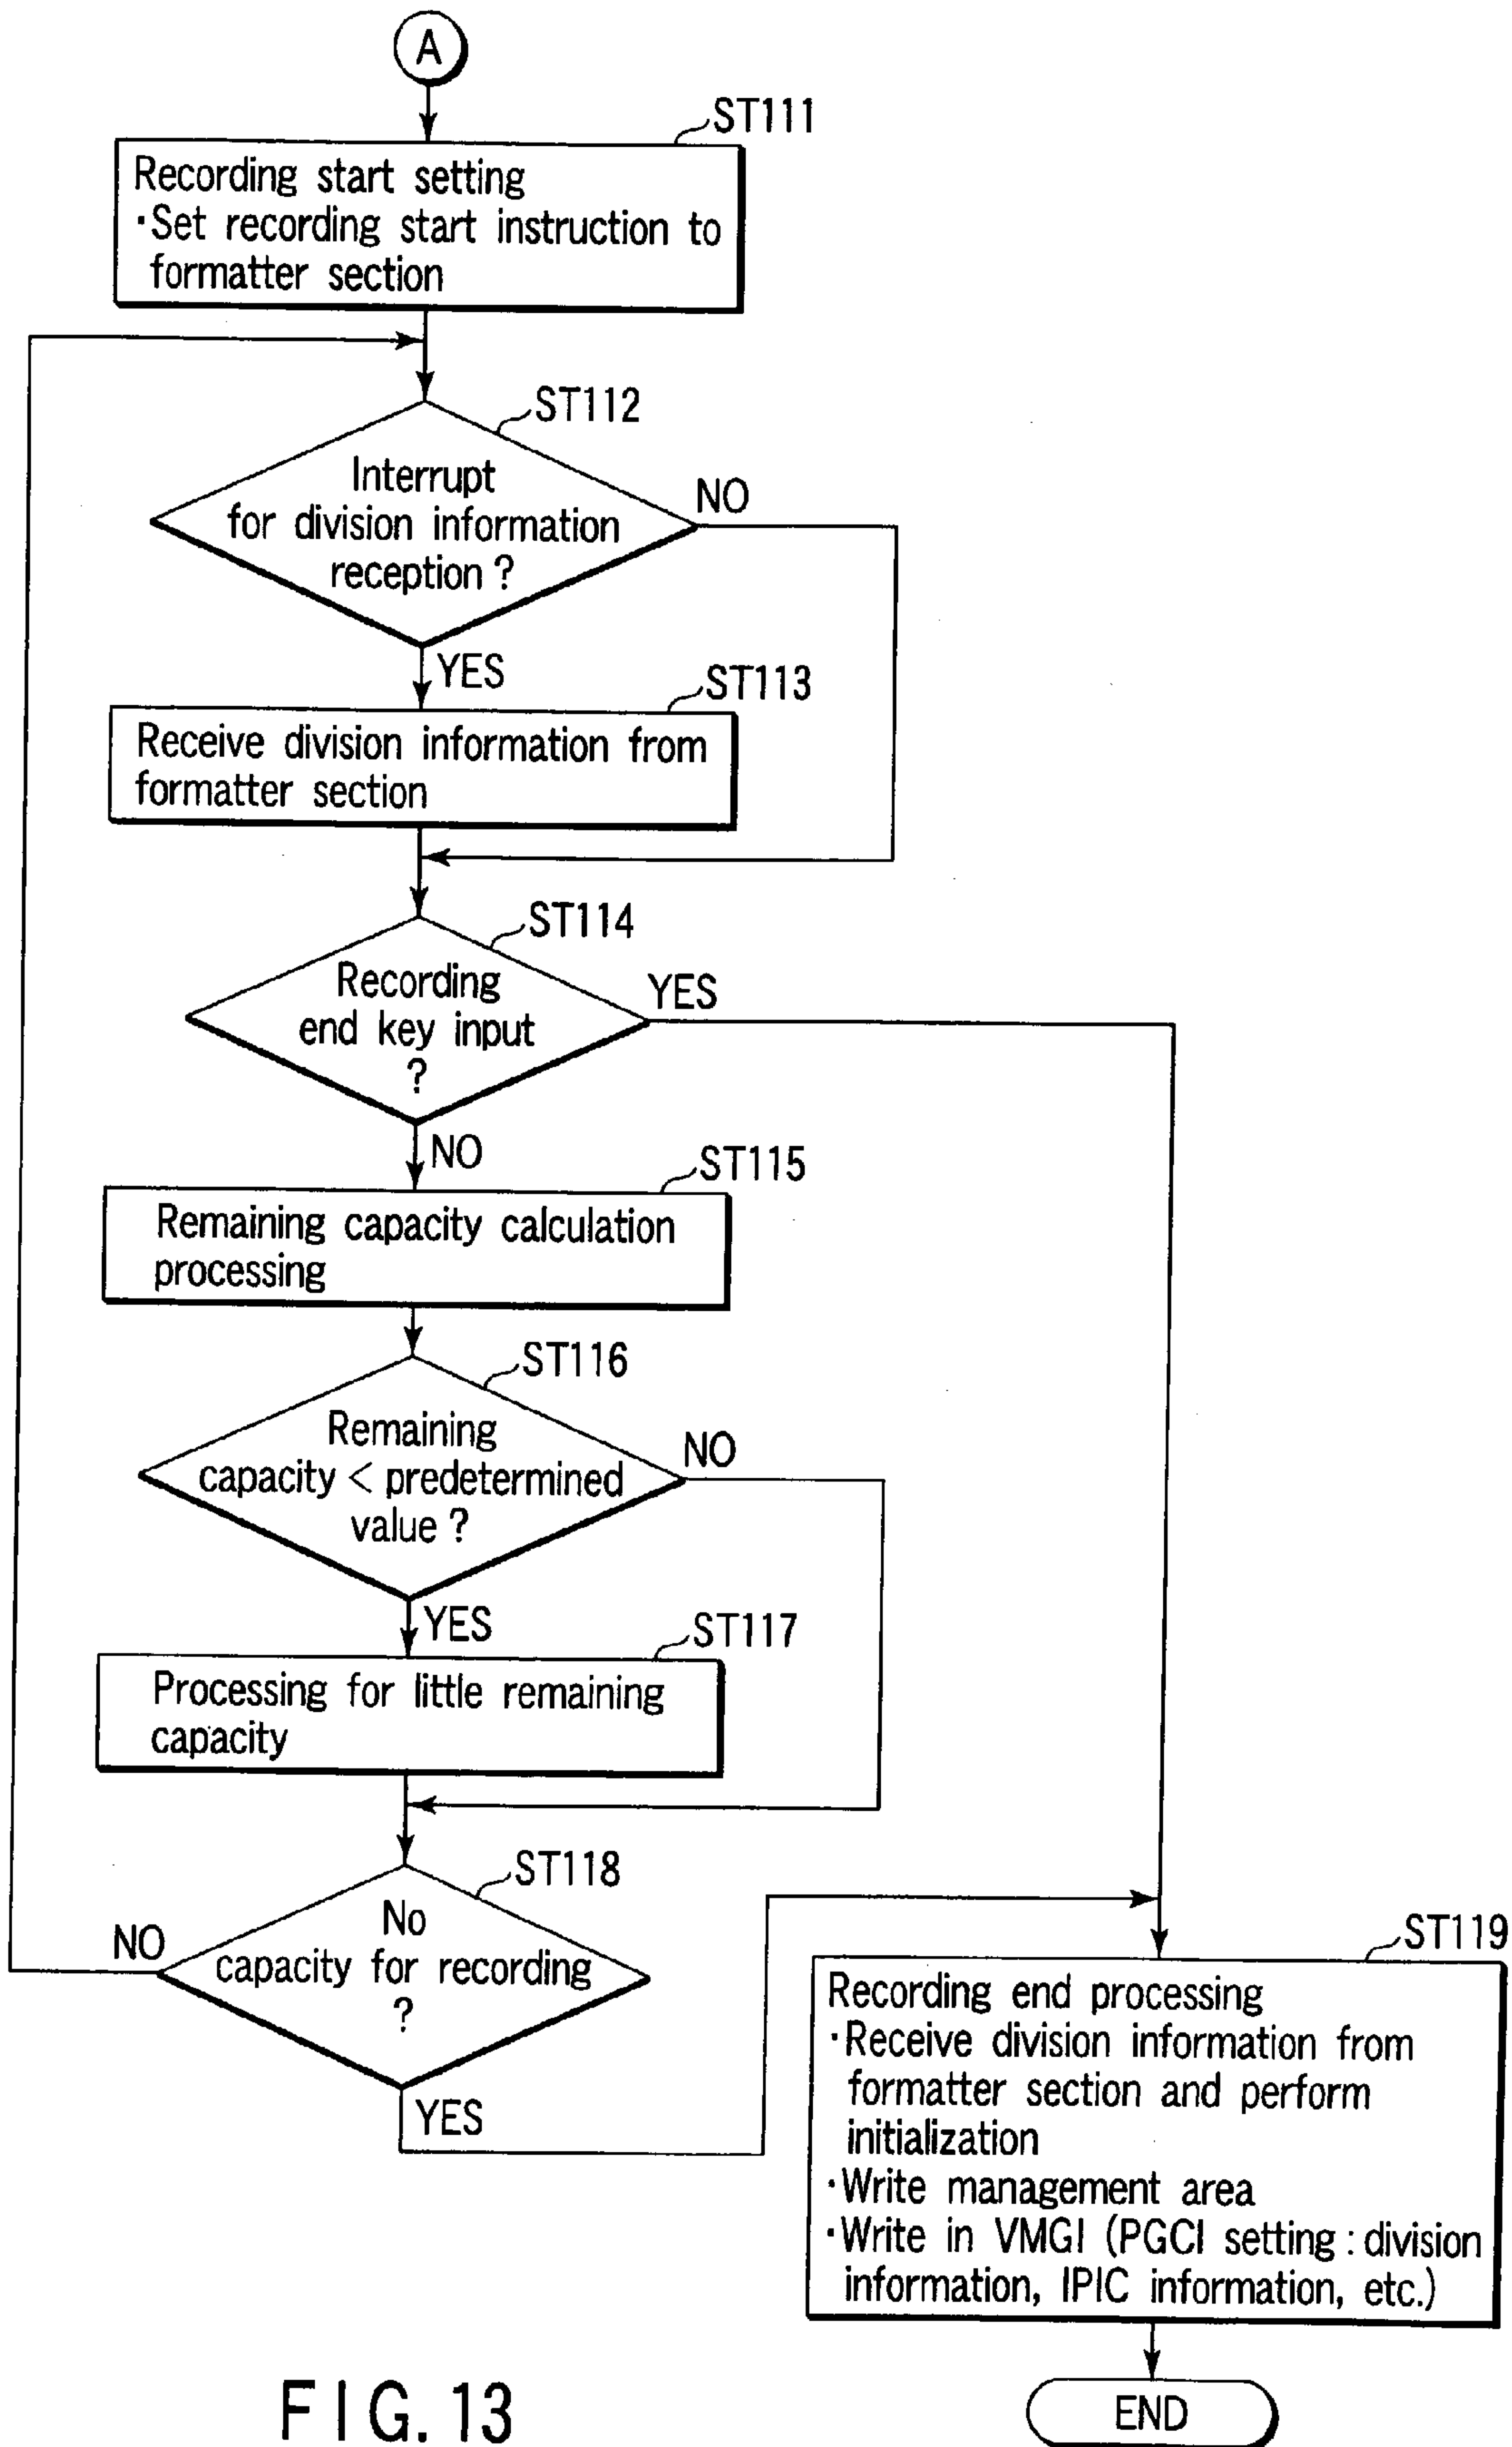 A
ST111
Recording start setting
·Set recording start instruction to
formatter section
ST112
Interrupt
for division information
reception ?
NO
YES
ST113
Receive division information from
formatter section
ST114
Recording
end key input
?
YES
NO
ST115
Remaining capacity calculation
processing
ST116
Remaining
capacity < predetermined
value ?
NO
YES
ST117
Processing for little remaining
capacity
ST118
No
capacity for recording
?
NO
YES
ST119
Recording end processing
·Receive division information from
formatter section and perform
initialization
·Write management area
·Write in VMGI (PGCI setting : division
information, IPIC information, etc.)
END
FIG. 13